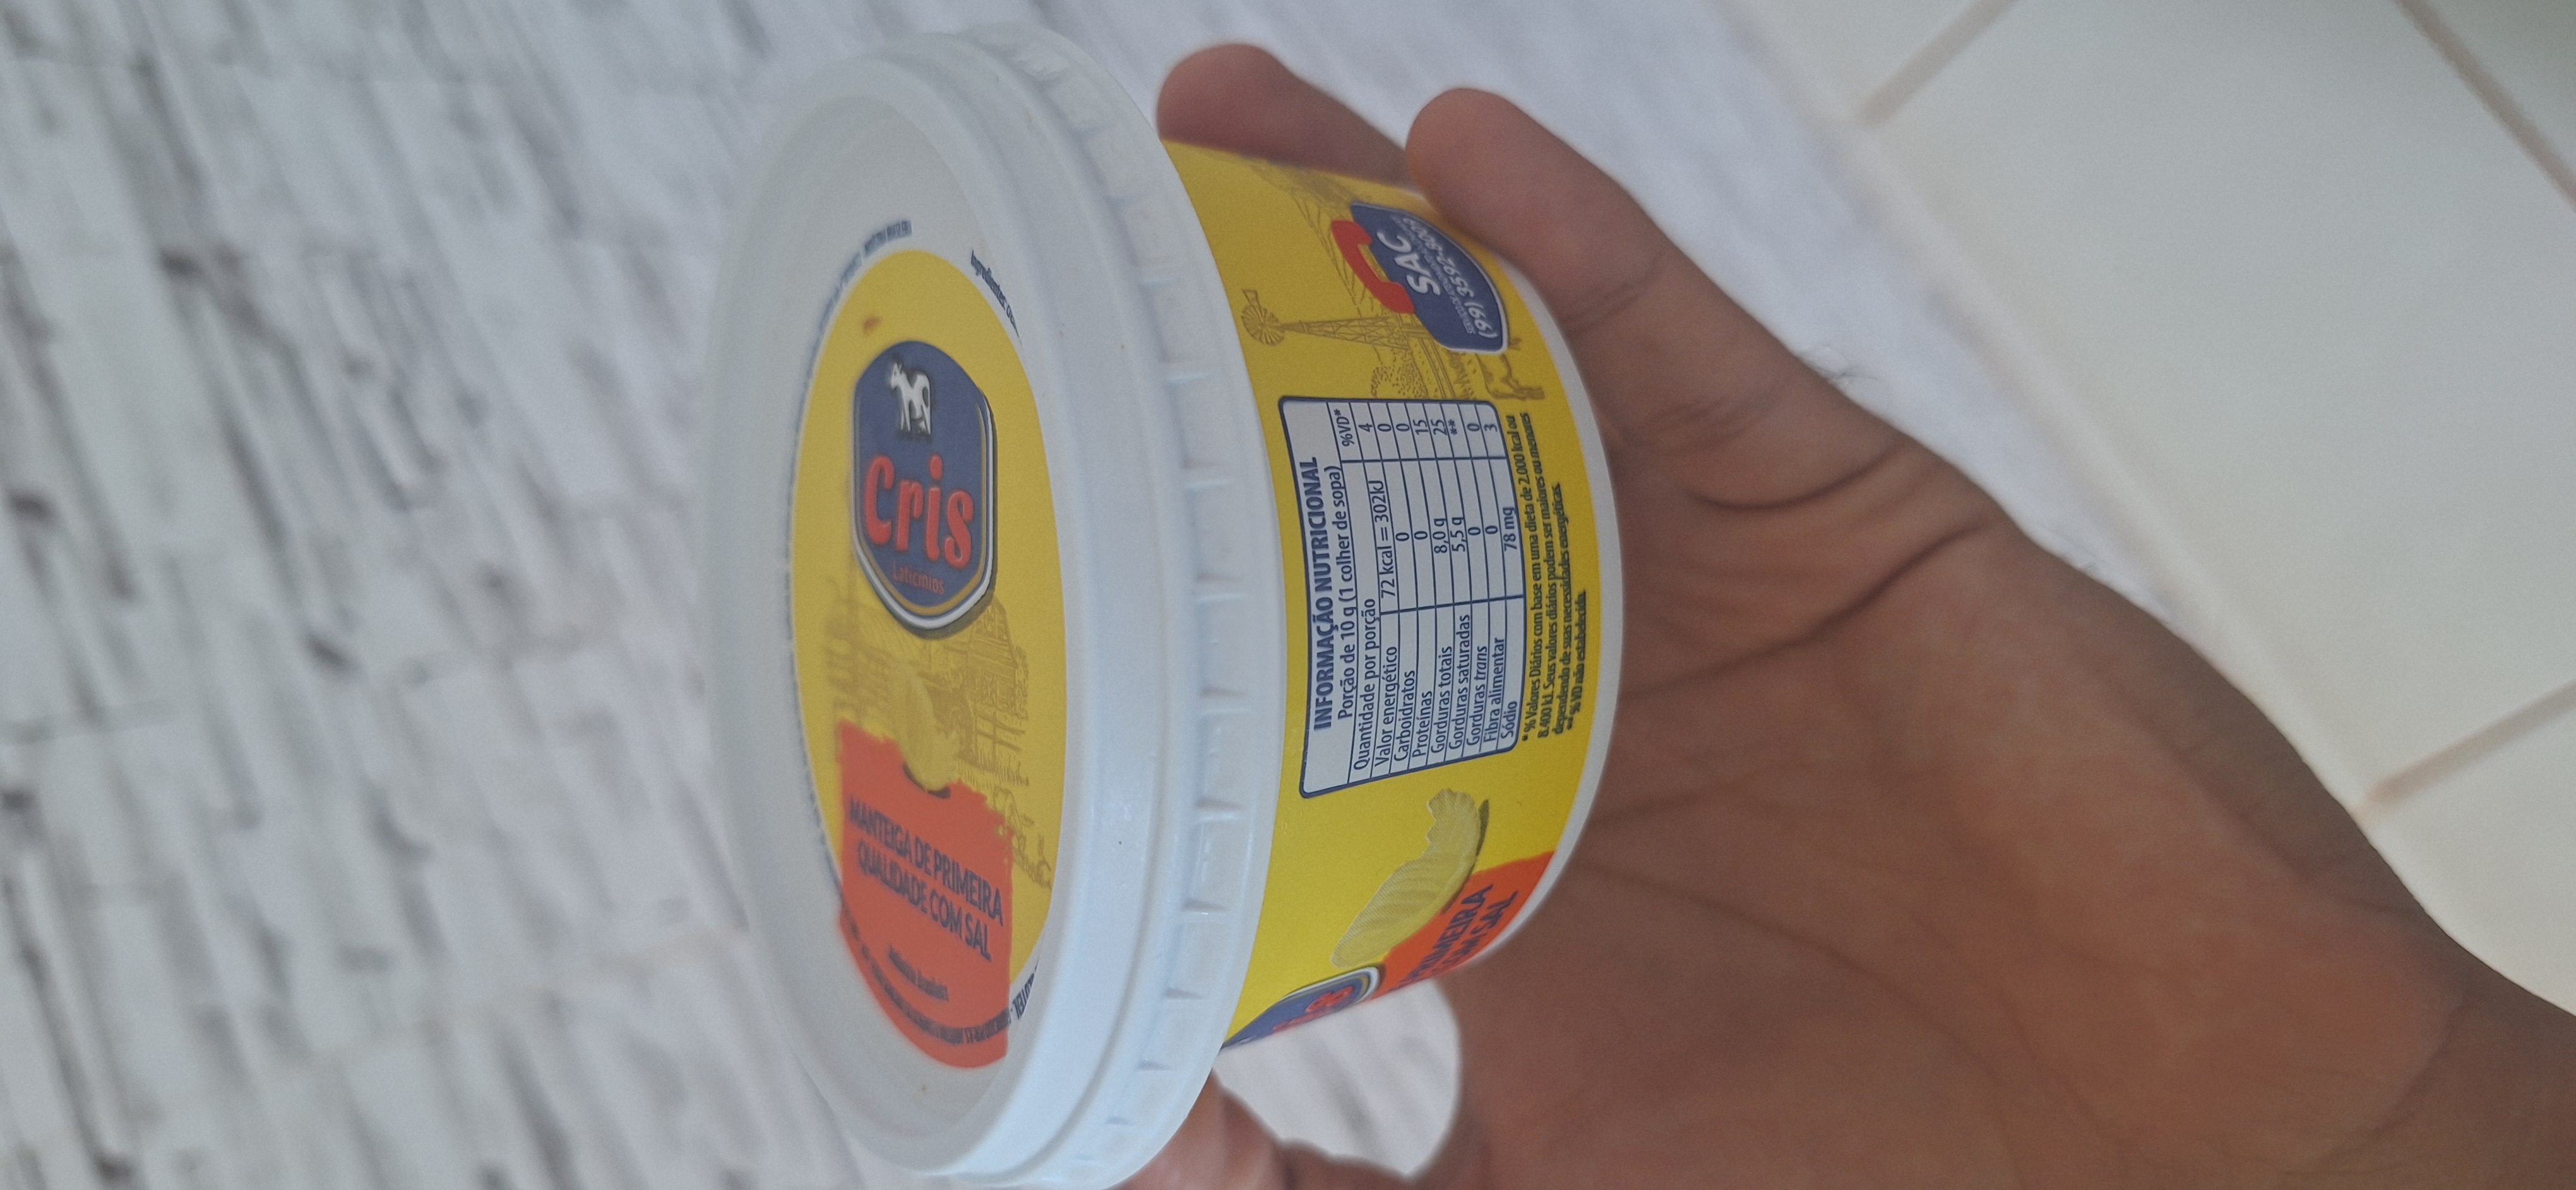 cris
Laticínios
MANTEIGA DE PRIMEIRA
QUALIDADE COM SAL
Ingredientes:
PRIMEIRA
COM SAL
INFORMAÇÃO NUTRICIONAL
Porção de 10 g (1 colher de sopa)
Quantidade por porção %VD*
Valor energético 72 kcal = 302kJ 4
Carboidratos 0 0
Proteínas 0 0
Gorduras totais 8,0 g 15
Gorduras saturadas 5,5 g 25
Gorduras trans 0 **
Fibra alimentar 0 0
Sódio 78 mg 3
* % Valores Diários com base em uma dieta de 2.000 kcal ou
8.400 kJ. Seus valores diários podem ser maiores ou menores
dependendo de suas necessidades energéticas.
** % VD não estabelecido.
SAC
(99) 3592-8009